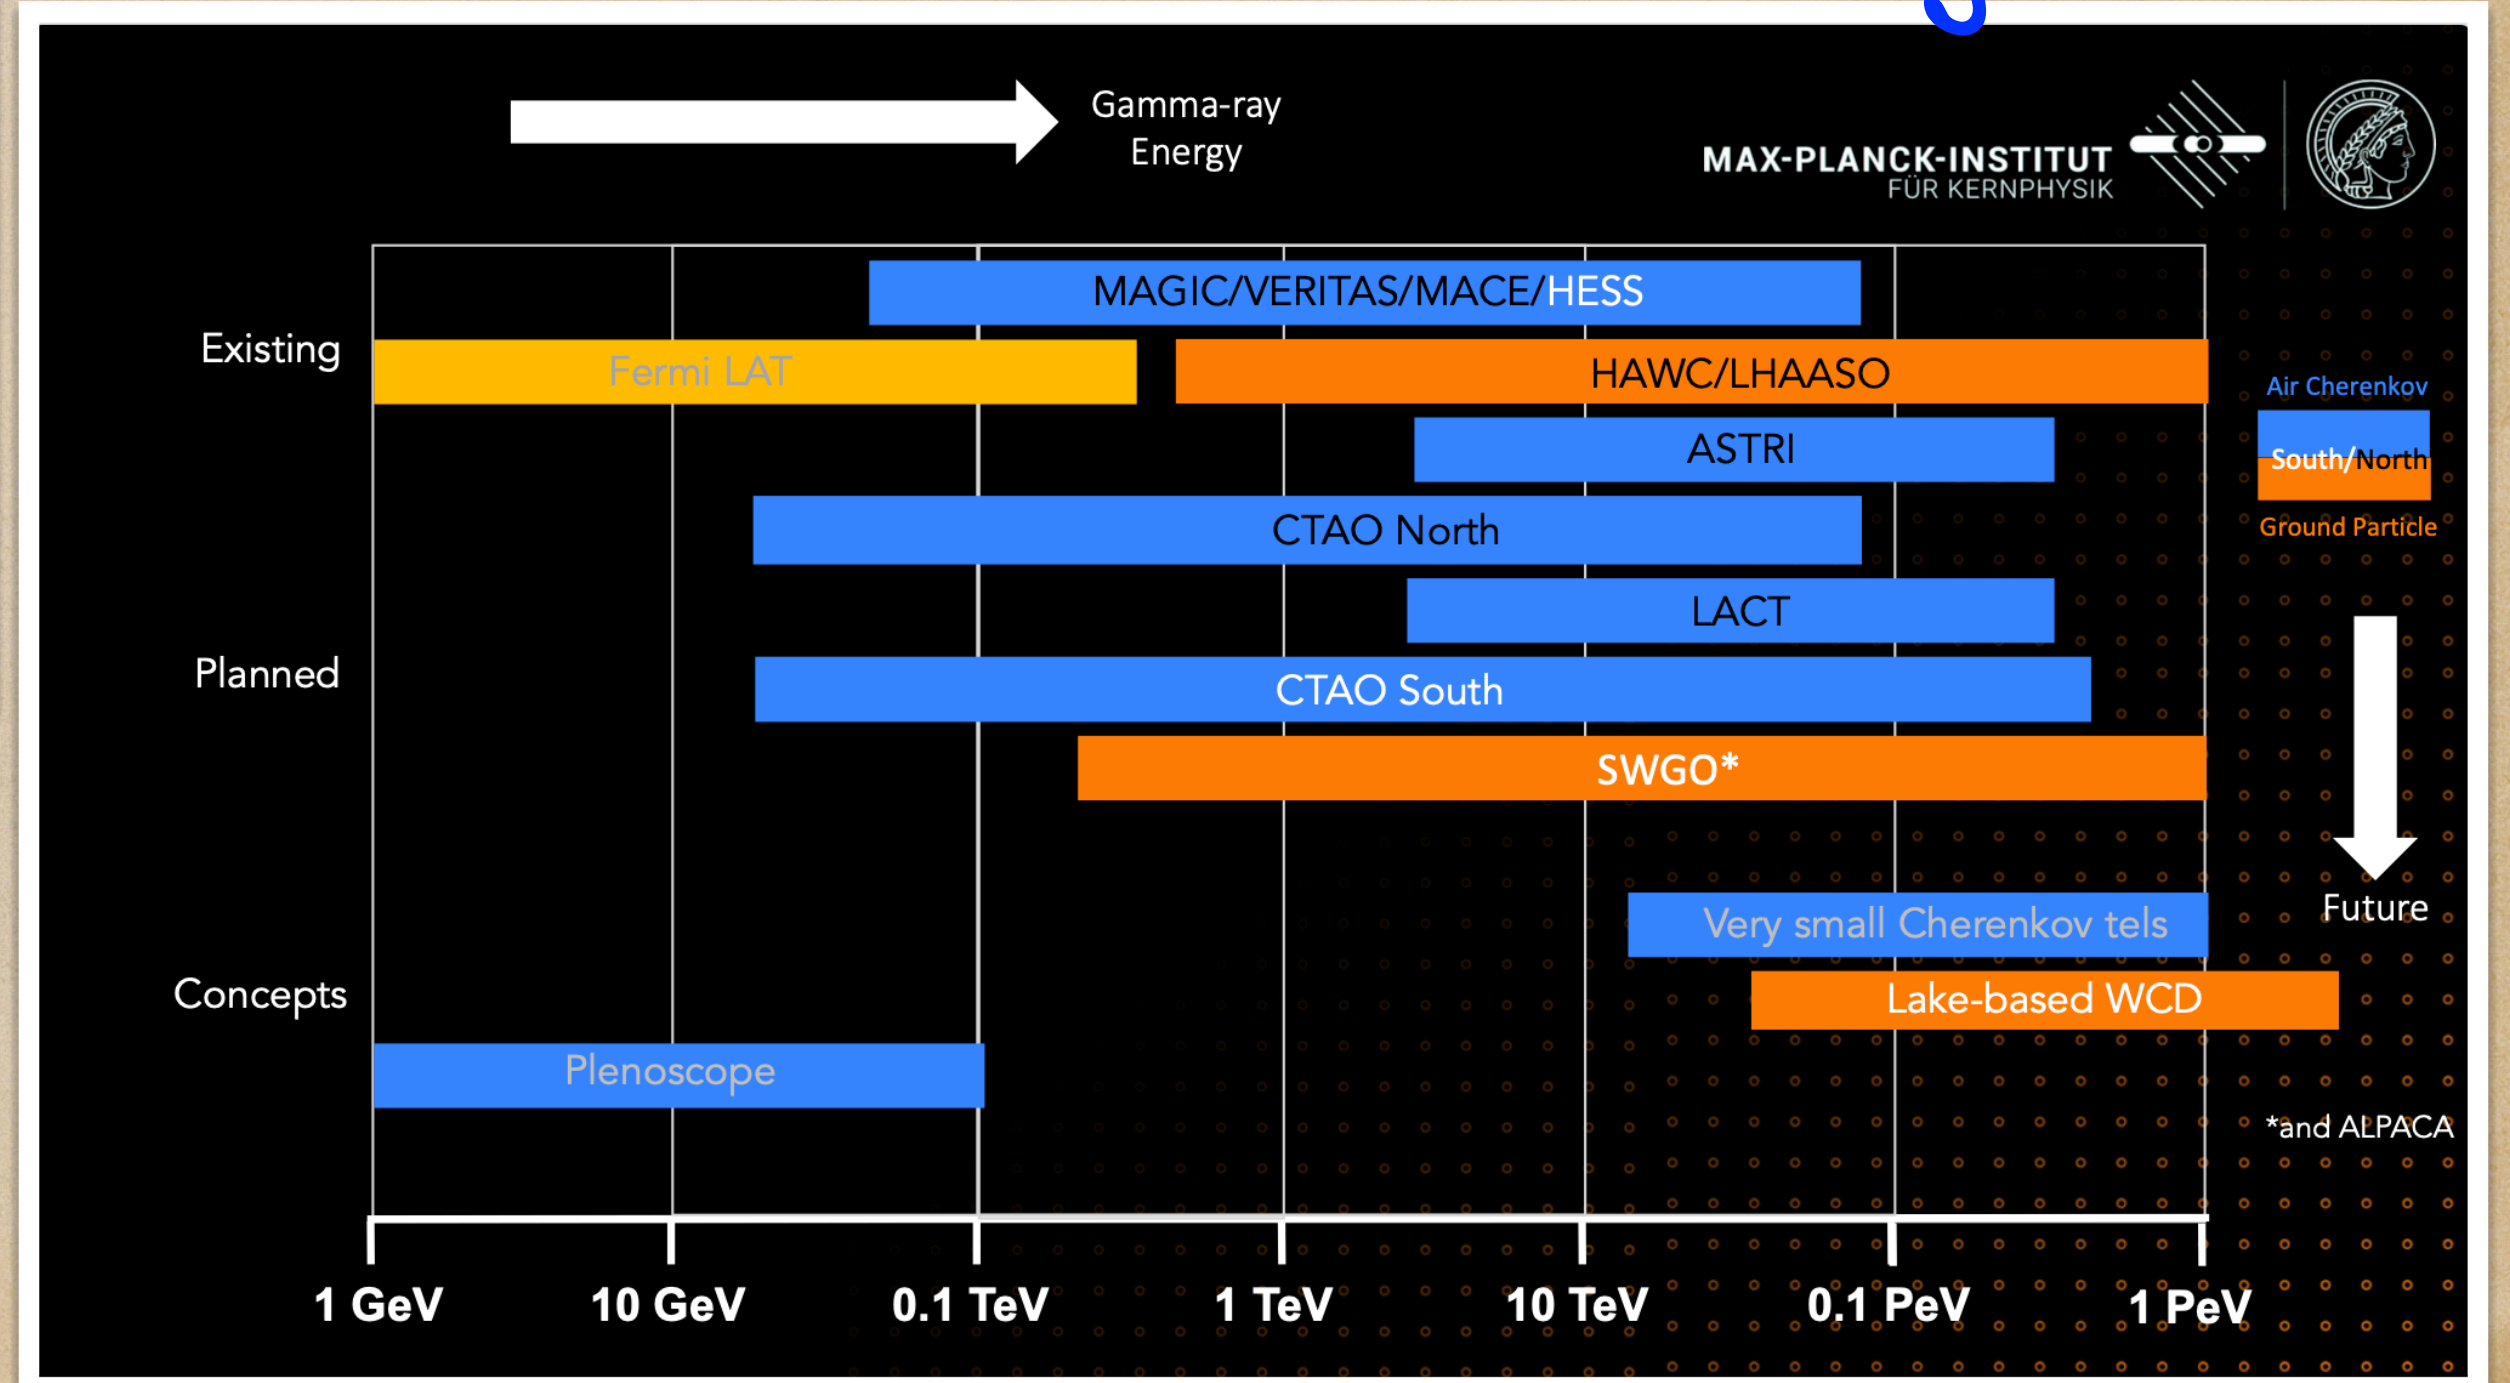 Gamma-ray
Energy
MAX-PLANCK-INSTITUT
FÜR KERNPHYSIK
MAGIC/VERITAS/MACE/HESS
Existing
Fermi LAT
HAWC/LHAASO
Air Cherenkov
ASTRI
South/North
CTAO North
Ground Particle
LACT
Planned
CTAO South
SWGO*
Very small Cherenkov tels
Future
Concepts
Lake-based WCD
Plenoscope
*and ALPACA
1 GeV
10 GeV
0.1 TeV
1 TeV
10 TeV
0.1 PeV
1 PeV